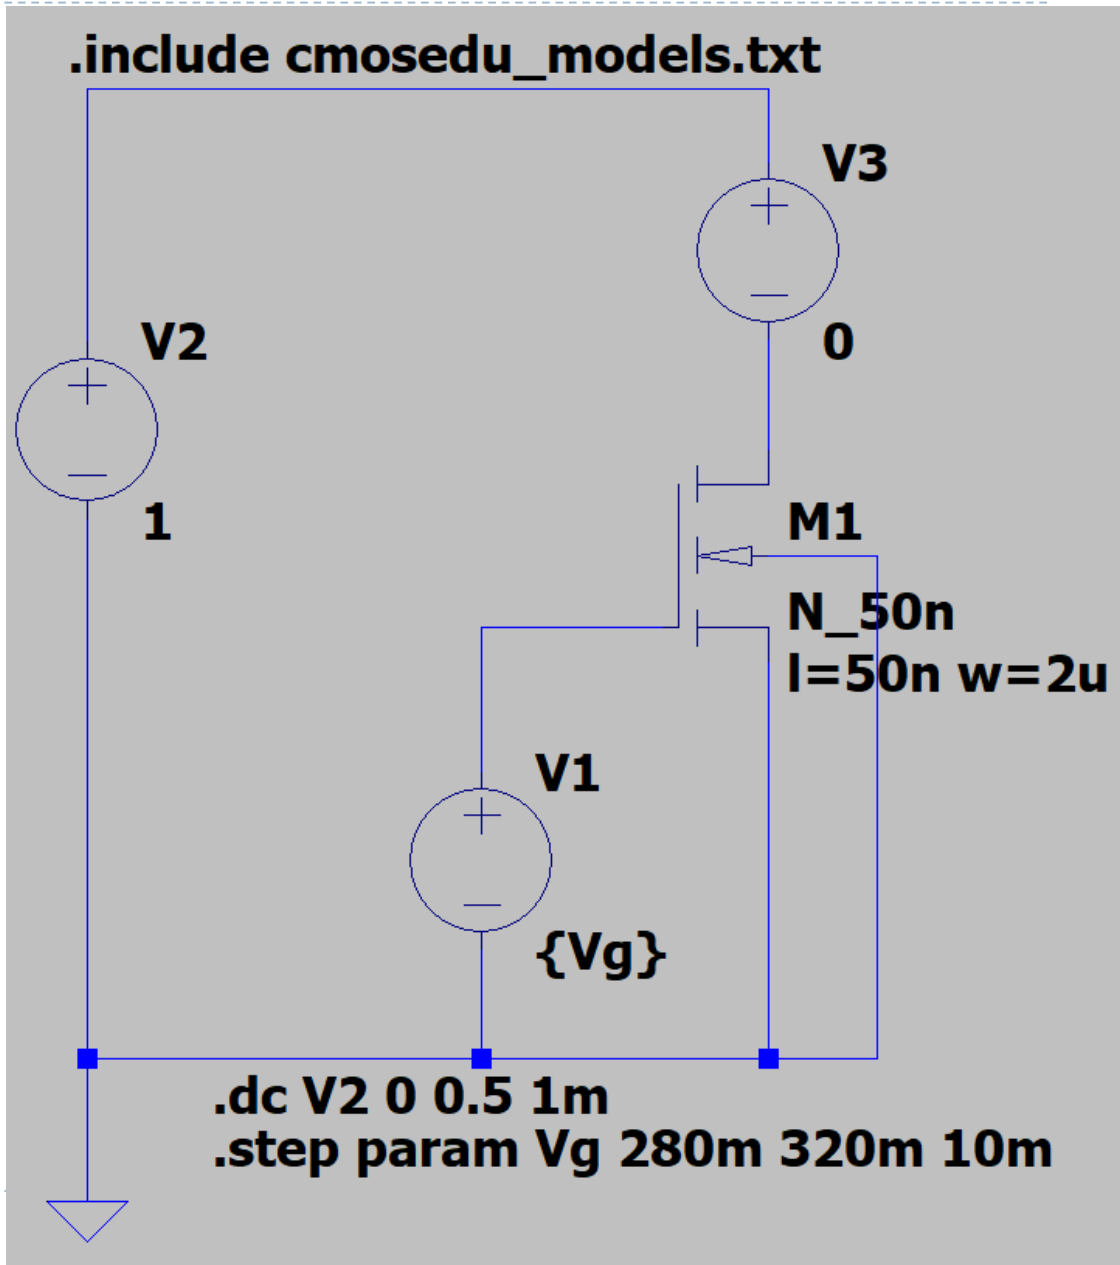 .include cmosedu_models.txt
V3
0
V2
1
M1
N_50n
l=50n w=2u
V1
{Vg}
.dc V2 0 0.5 1m
.step param Vg 280m 320m 10m